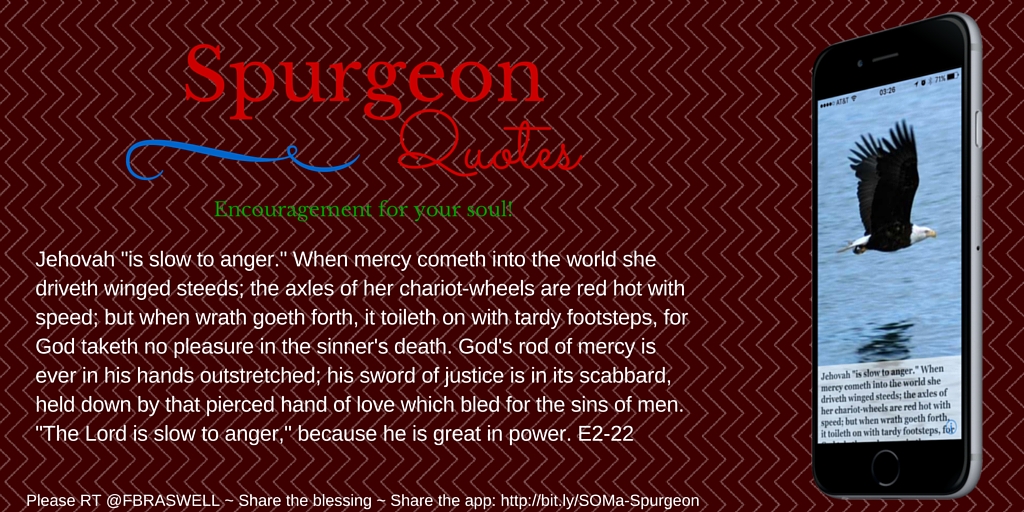 Spurgeon
Quotes
Encouragement for your soul!
Jehovah "is slow to anger." When mercy cometh into the world she
driveth winged steeds; the axles of her chariot-wheels are red hot with
speed; but when wrath goeth forth, it toileth on with tardy footsteps, for
God taketh no pleasure in the sinner's death. God's rod of mercy is
ever in his hands outstretched; his sword of justice is in its scabbard,
held down by that pierced hand of love which bled for the sins of men.
"The Lord is slow to anger," because he is great in power. E2-22
Please RT @FBRASWELL ~ Share the blessing ~ Share the app: http://bit.ly/SOMa-Spurgeon
AT&T 03:26 71%
Jehovah "is slow to anger." When
mercy cometh into the world she
driveth winged steeds; the axles of
her chariot-wheels are red hot with
speed; but when wrath goeth forth,
it toileth on with tardy footsteps, for